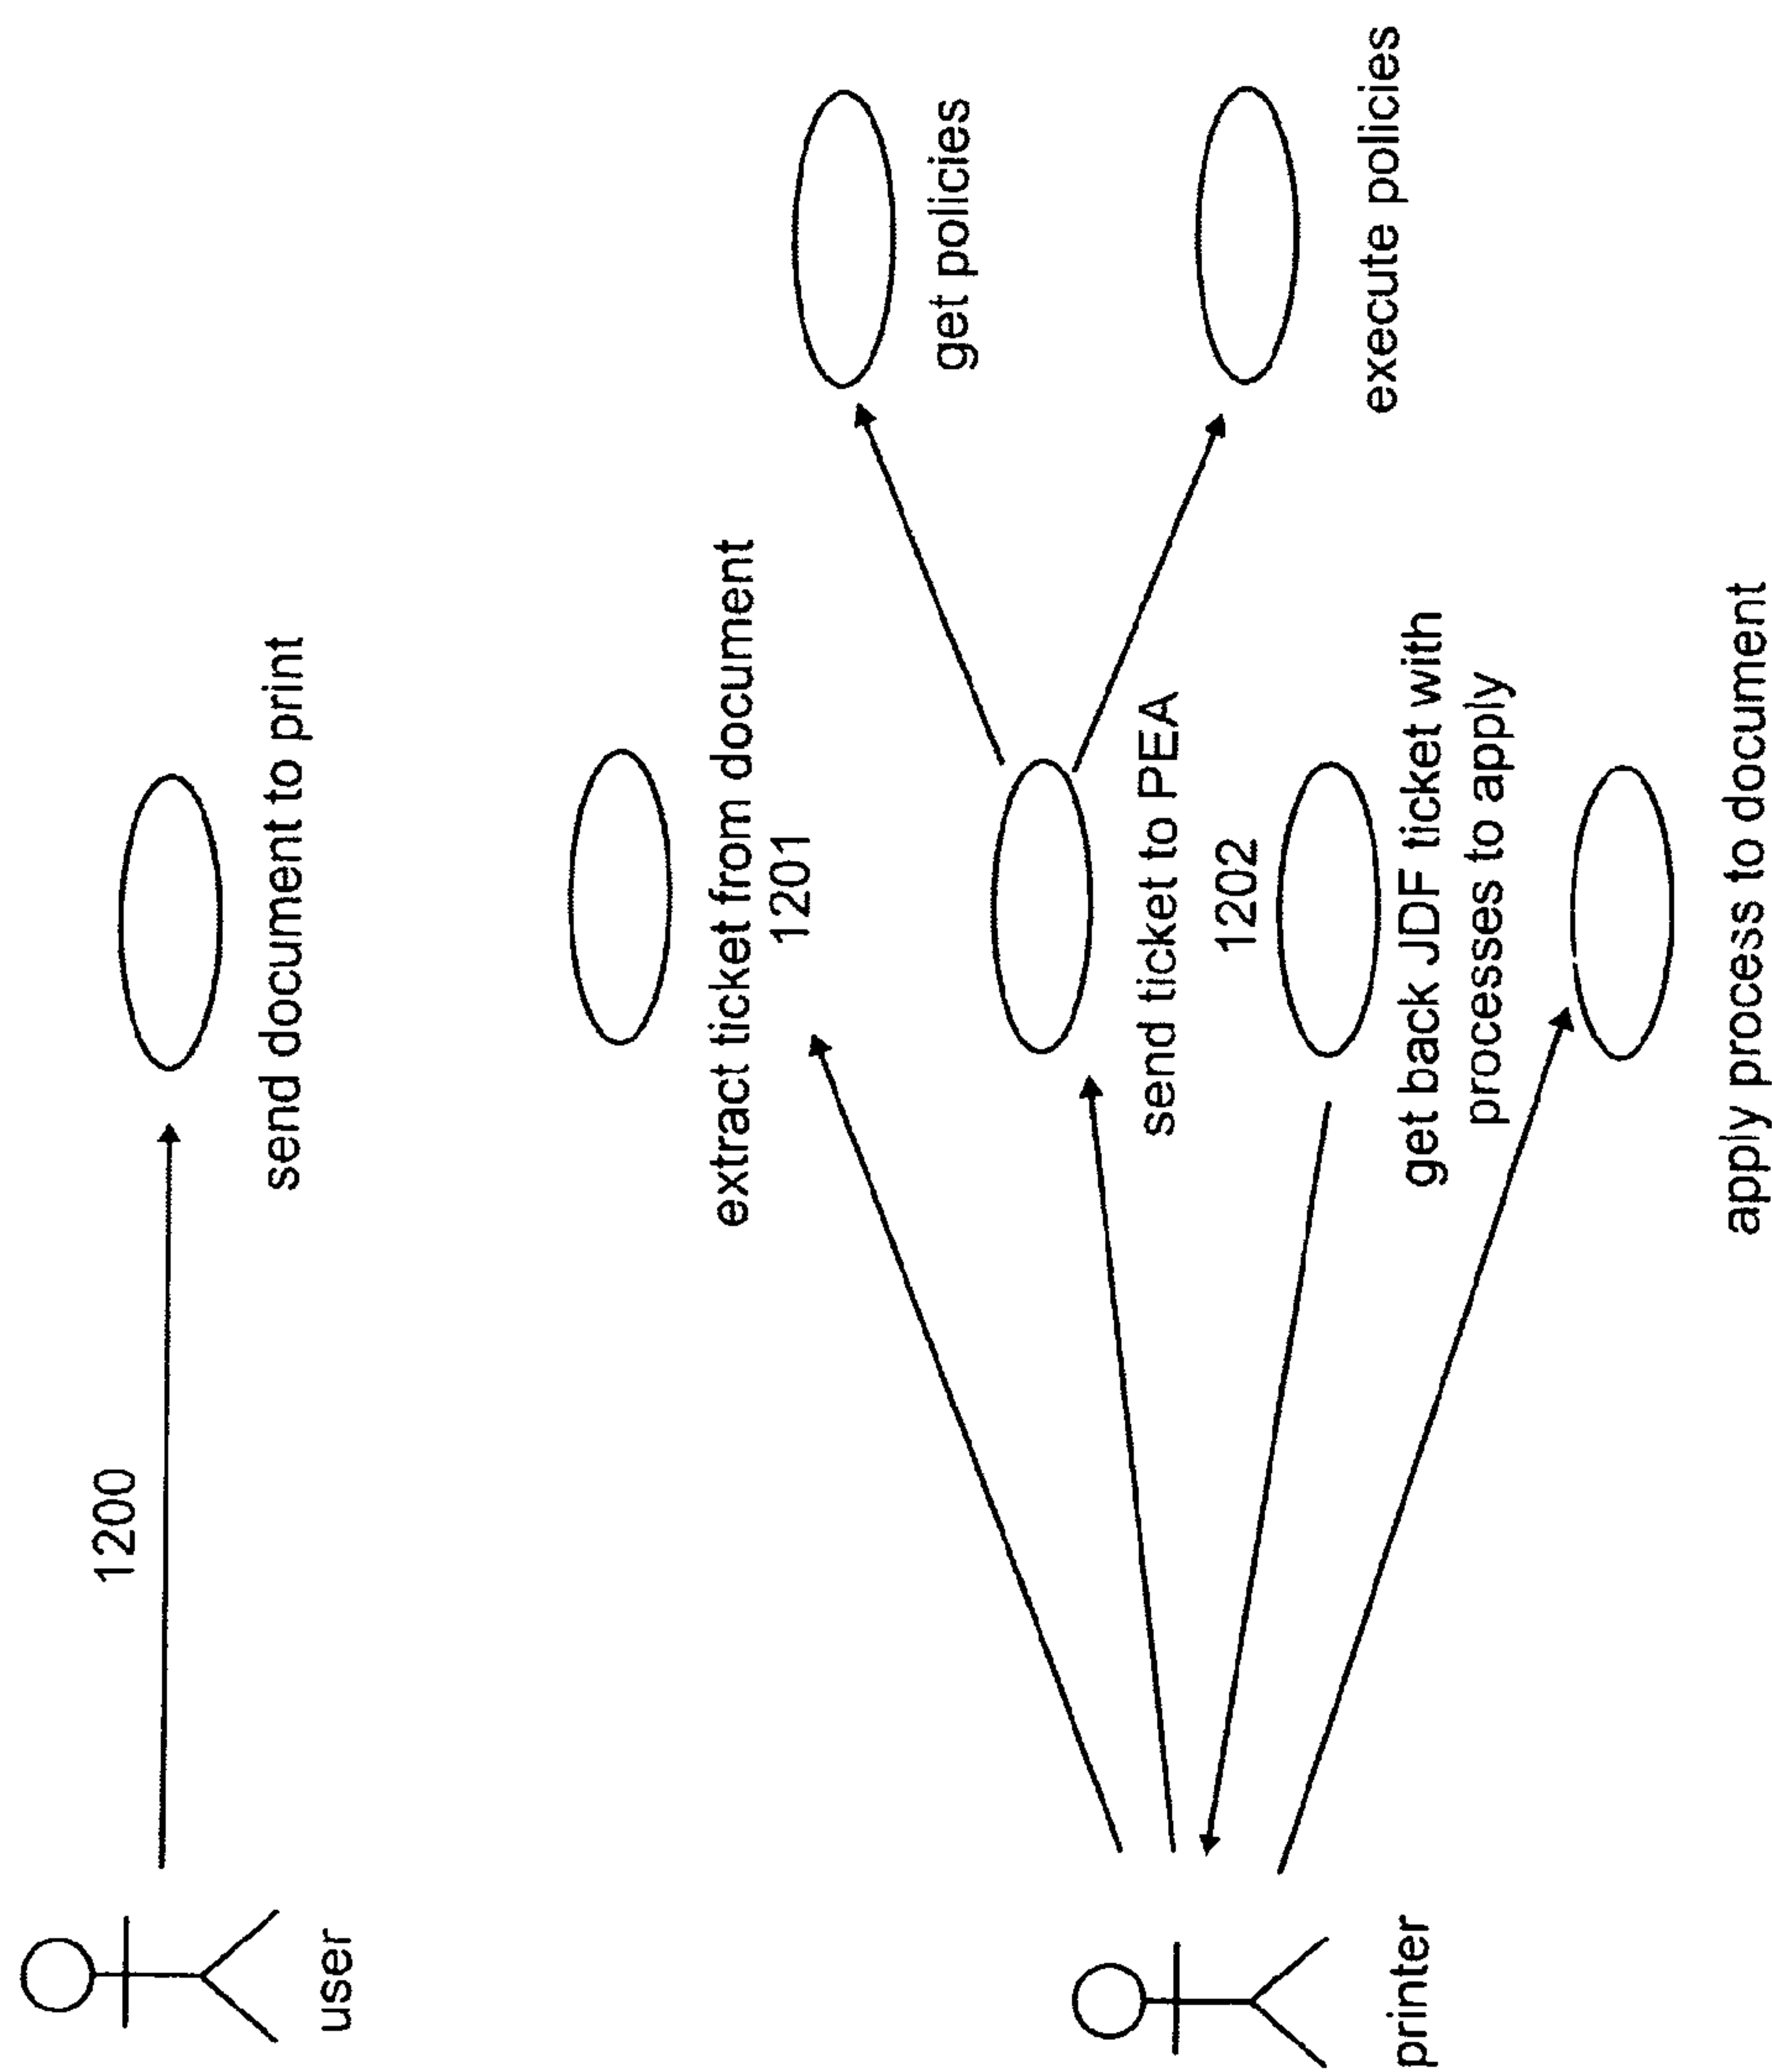 1200
user
send document to print
extract ticket from document
1201
get policies
send ticket to PEA
1202
execute policies
get back JDF ticket with
processes to apply
printer
apply process to document